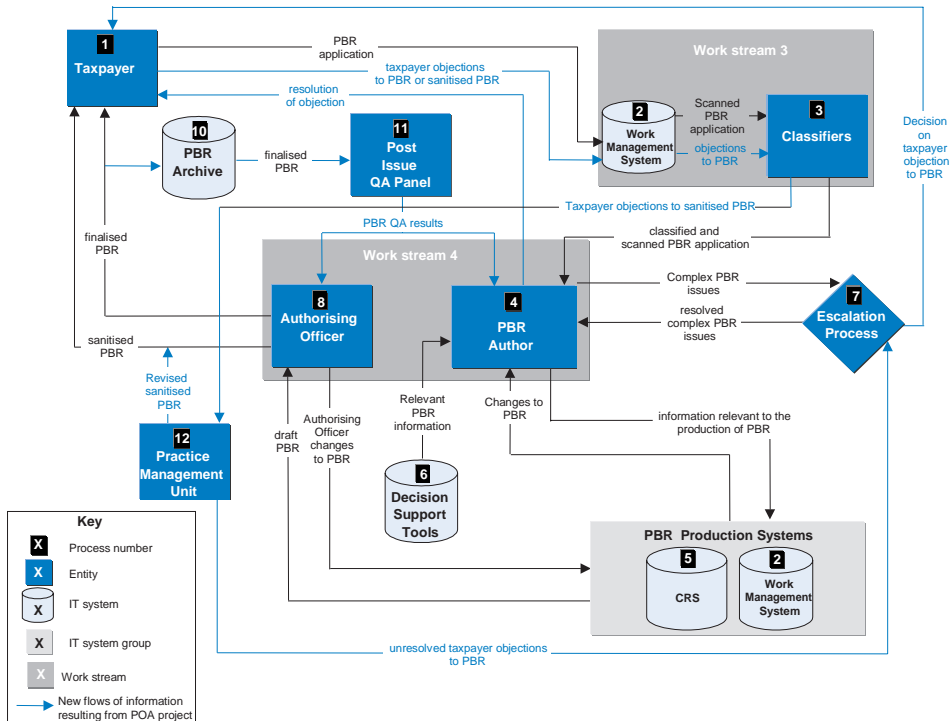 1
Taxpayer
PBR
application
taxpayer objections
to PBR or sanitised PBR
resolution
of objection
Work stream 3
2
Work
Management
System
Scanned
PBR
application
objections
to PBR
3
Classifiers
Decision
on
taxpayer
objection
to PBR
10
PBR
Archive
finalised
PBR
11
Post
Issue
QA Panel
Taxpayer objections to sanitised PBR
PBR QA results
classified and
scanned PBR application
finalised
PBR
Work stream 4
8
Authorising
Officer
4
PBR
Author
Complex PBR
issues
resolved
complex PBR
issues
7
Escalation
Process
sanitised
PBR
Revised
sanitised
PBR
12
Practice
Management
Unit
draft
PBR
Authorising
Officer
changes
to PBR
Relevant
PBR
information
Changes to
PBR
information relevant to the
production of PBR
6
Decision
Support
Tools
PBR Production Systems
5
CRS
2
Work
Management
System
unresolved taxpayer objections
to PBR
Key
X
Process number
X
Entity
X
IT system
X
IT system group
X
Work stream
New flows of information
resulting from POA project